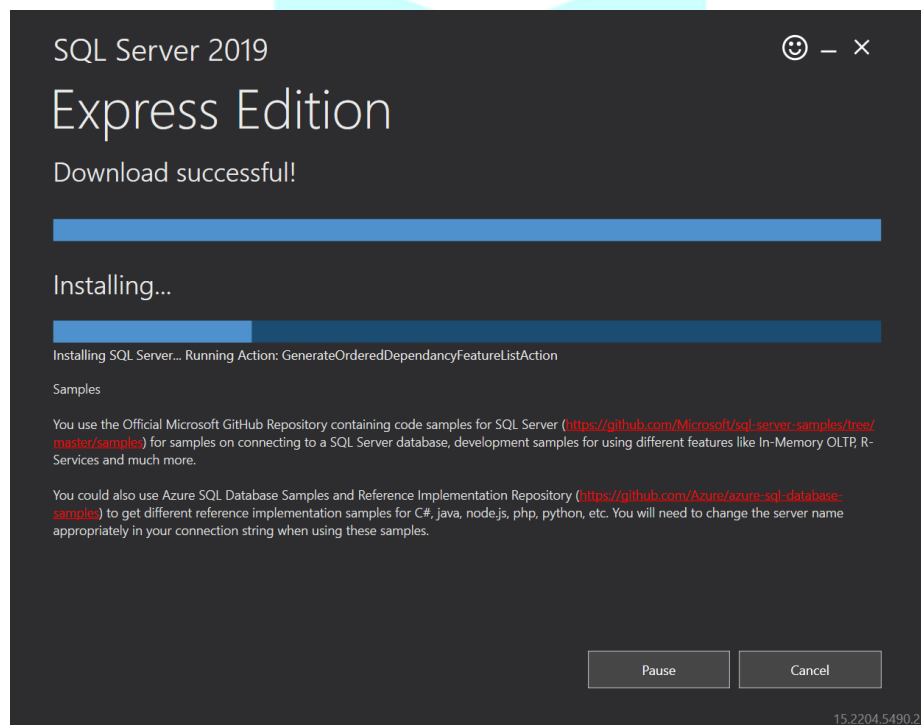 SQL Server 2019
Express Edition
Download successful!
Installing...
Installing SQL Server... Running Action: GenerateOrderedDependancyFeatureListAction
Samples
You use the Official Microsoft GitHub Repository containing code samples for SQL Server (https://github.com/Microsoft/sql-server-samples/tree/
master/samples) for samples on connecting to a SQL Server database, development samples for using different features like In-Memory OLTP, R-
Services and much more.
You could also use Azure SQL Database Samples and Reference Implementation Repository (https://github.com/Azure/azure-sql-database-
samples) to get different reference implementation samples for C#, java, node.js, php, python, etc. You will need to change the server name
appropriately in your connection string when using these samples.
Pause
Cancel
15.2204.5490.2